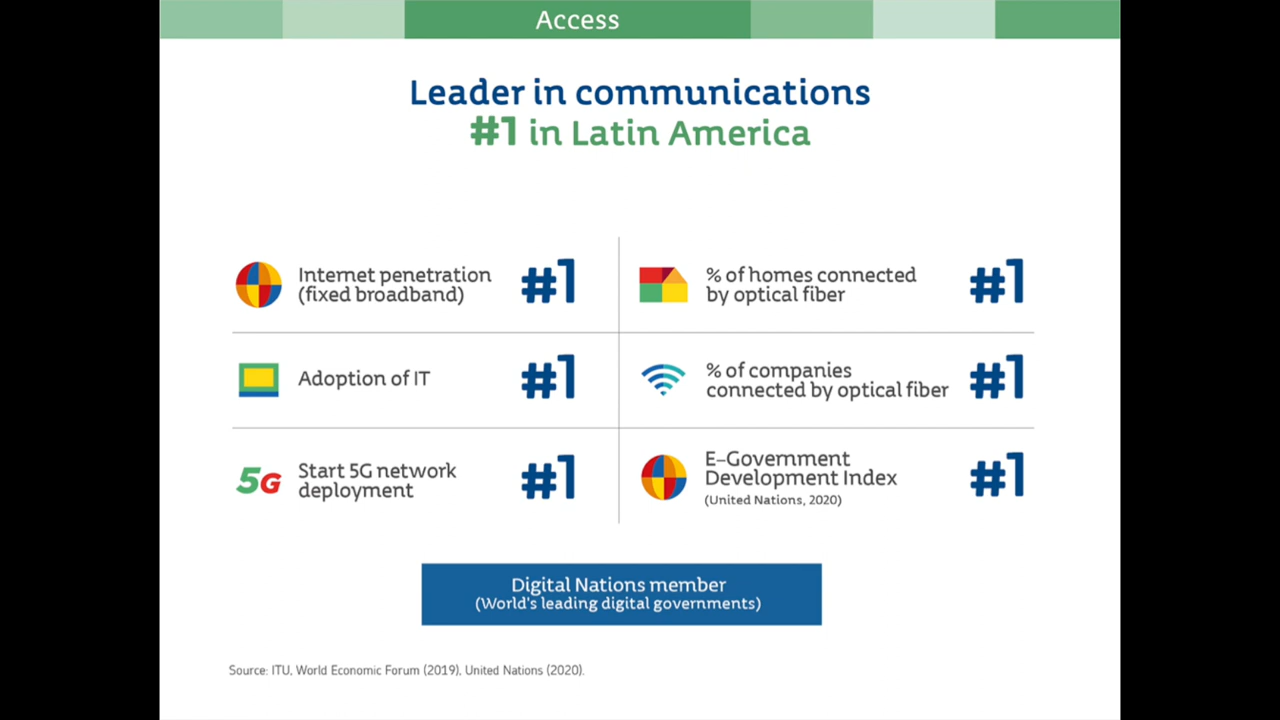 Access
Leader in communications
#1 in Latin America
Internet penetration
(fixed broadband)
#1
% of homes connected
by optical fiber
#1
Adoption of IT
#1
% of companies
connected by optical fiber
#1
5G
Start 5G network
deployment
#1
E–Government
Development Index
(United Nations, 2020)
#1
Digital Nations member
(World's leading digital governments)
Source: ITU, World Economic Forum (2019), United Nations (2020).